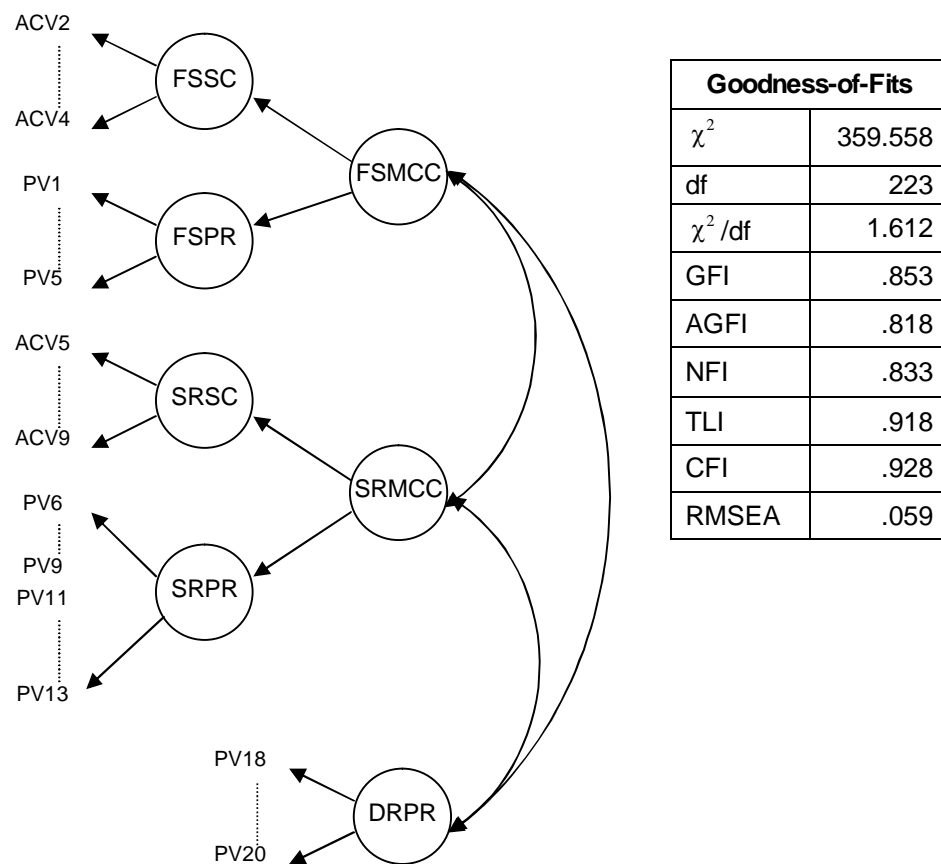 ACV2
FSSC
ACV4
FSMCC
PV1
FSPR
PV5
ACV5
SRSC
ACV9
SRMCC
PV6
PV9
SRPR
PV11
PV13
PV18
DRPR
PV20
Goodness-of-Fits
χ² 359.558
df 223
χ² /df 1.612
GFI .853
AGFI .818
NFI .833
TLI .918
CFI .928
RMSEA .059